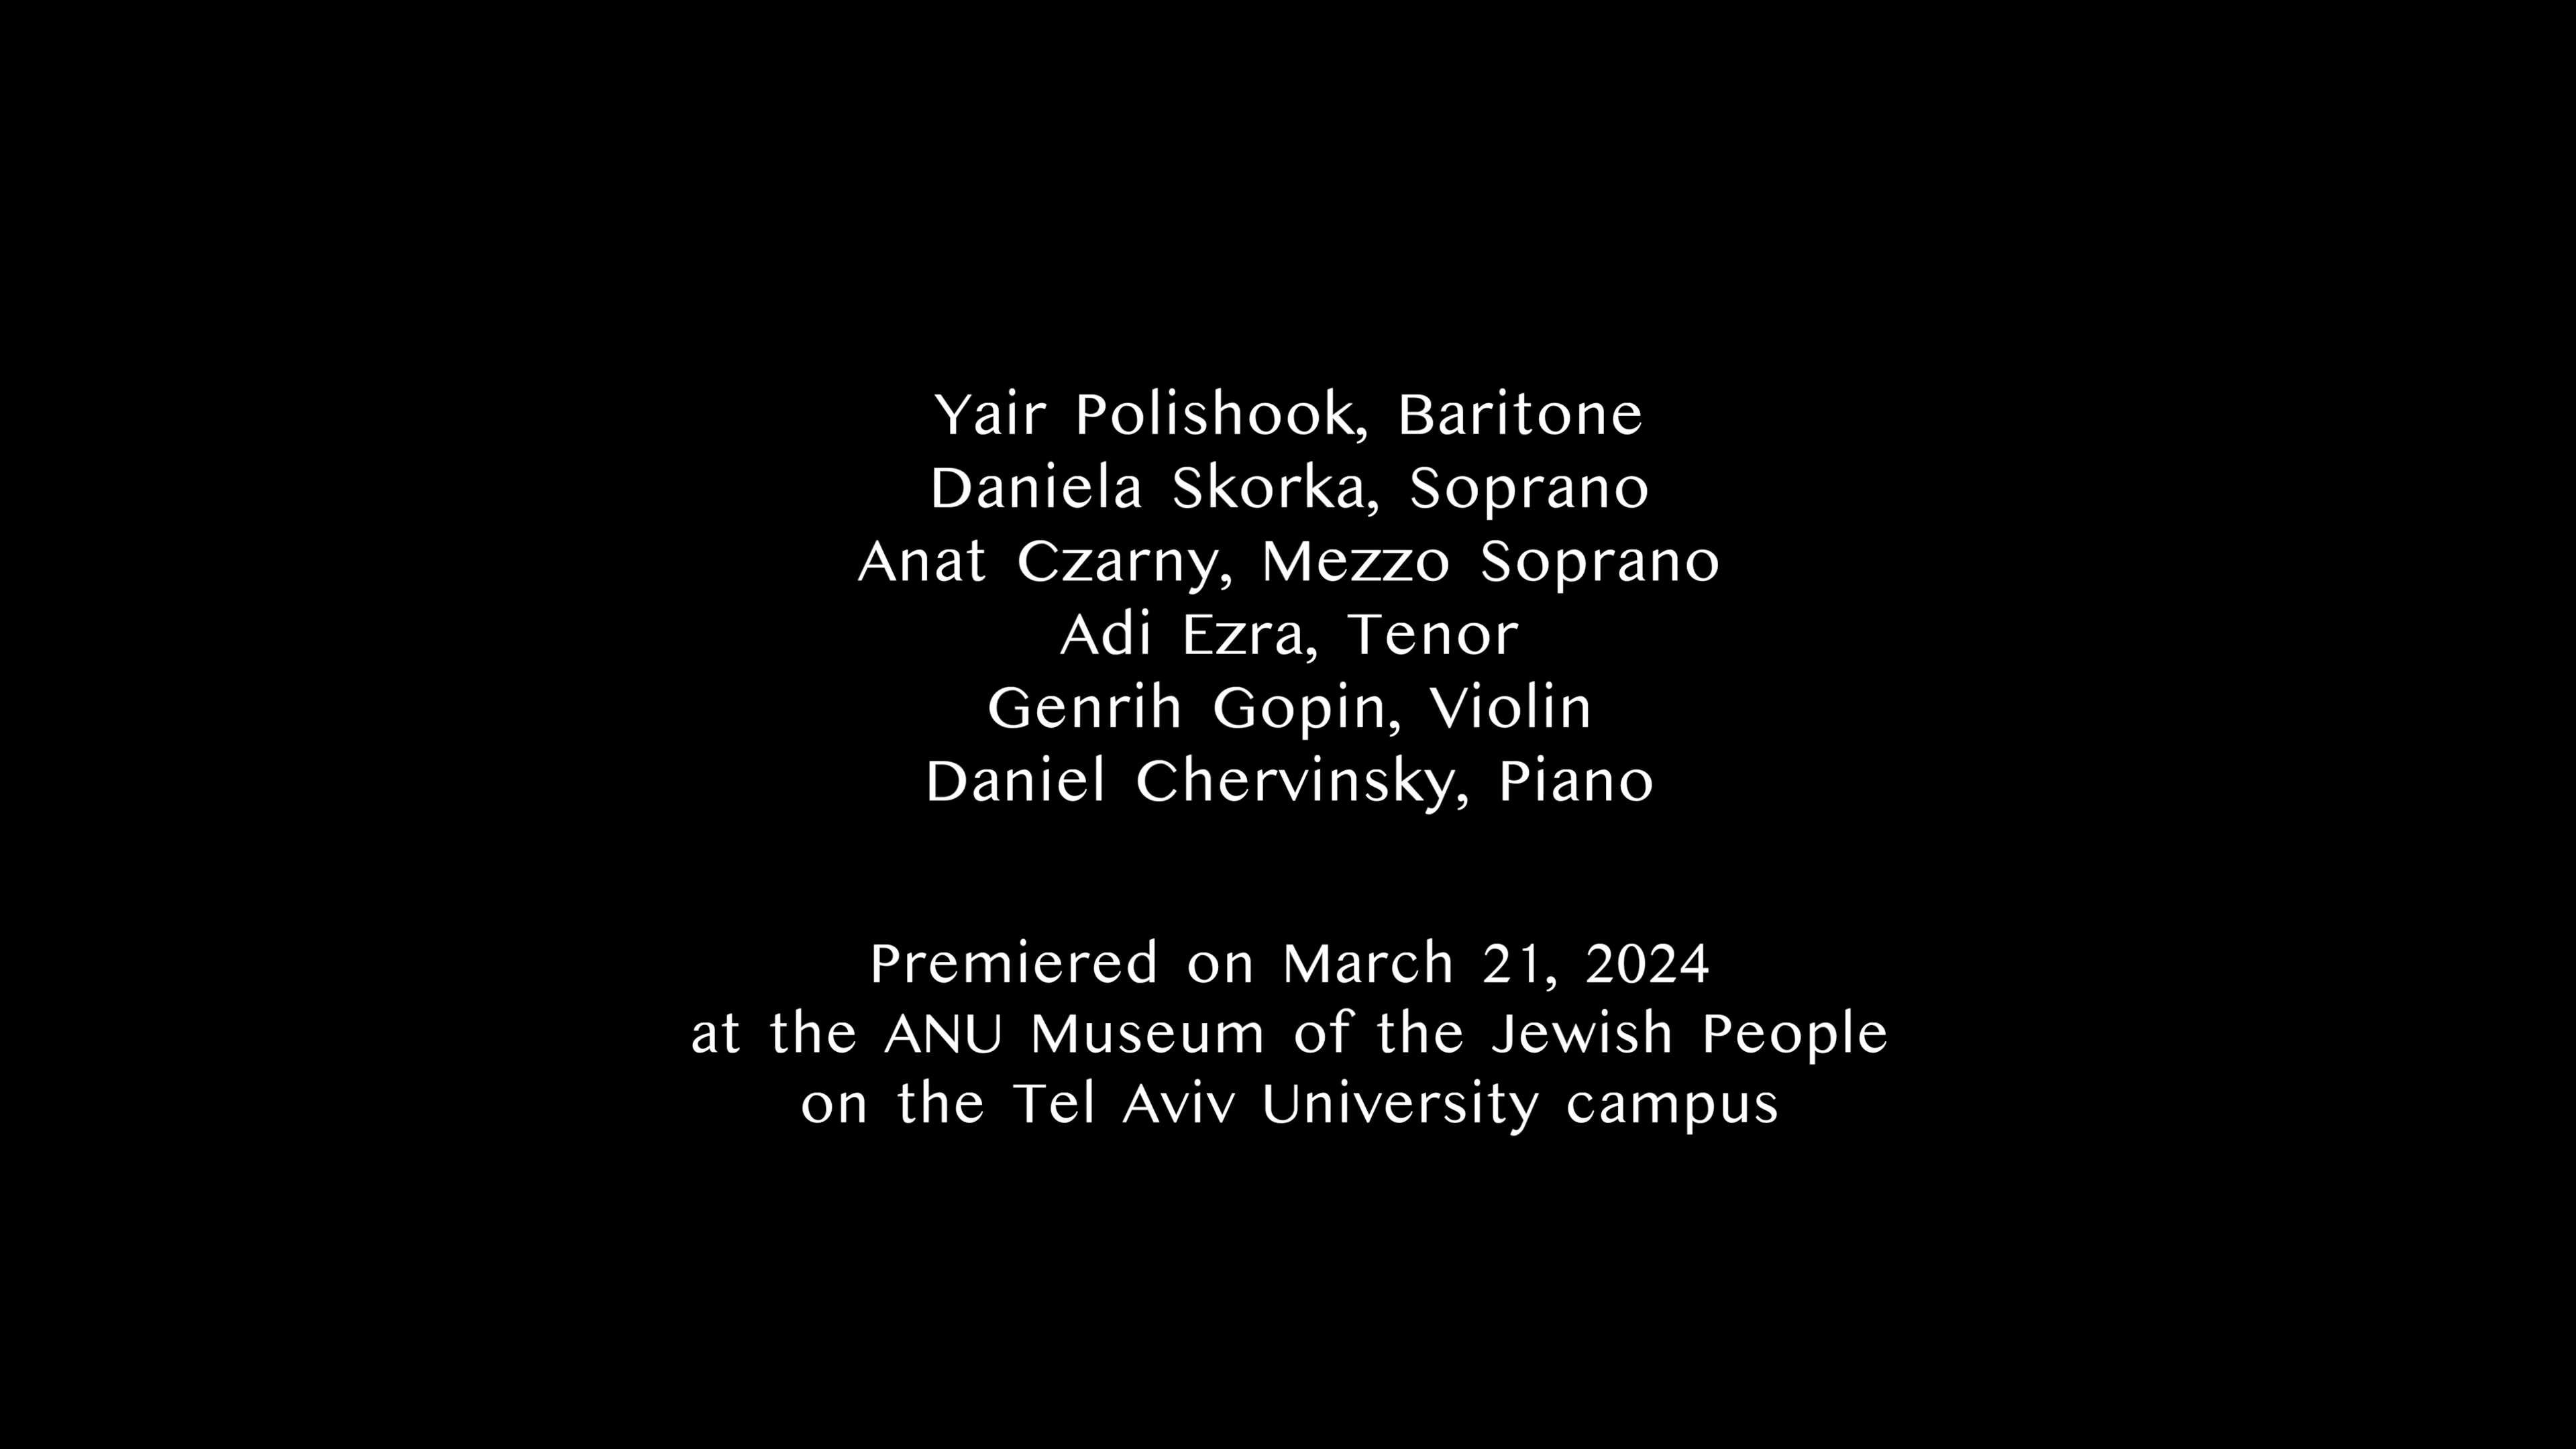 Yair Polishook, Baritone
Daniela Skorka, Soprano
Anat Czarny, Mezzo Soprano
Adi Ezra, Tenor
Genrih Gopin, Violin
Daniel Chervinsky, Piano
Premiered on March 21, 2024
at the ANU Museum of the Jewish People
on the Tel Aviv University campus